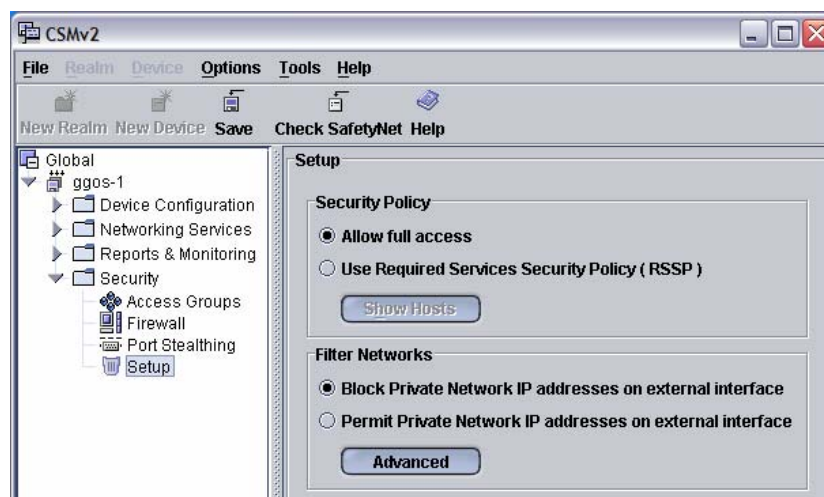 CSMv2
File Realm Device Options Tools Help
New Realm New Device Save Check SafetyNet Help
Global
ggos-1
Device Configuration
Networking Services
Reports & Monitoring
Security
Access Groups
Firewall
Port Stealthing
Setup
Setup
Security Policy
Allow full access
Use Required Services Security Policy ( RSSP )
Show Hosts
Filter Networks
Block Private Network IP addresses on external interface
Permit Private Network IP addresses on external interface
Advanced